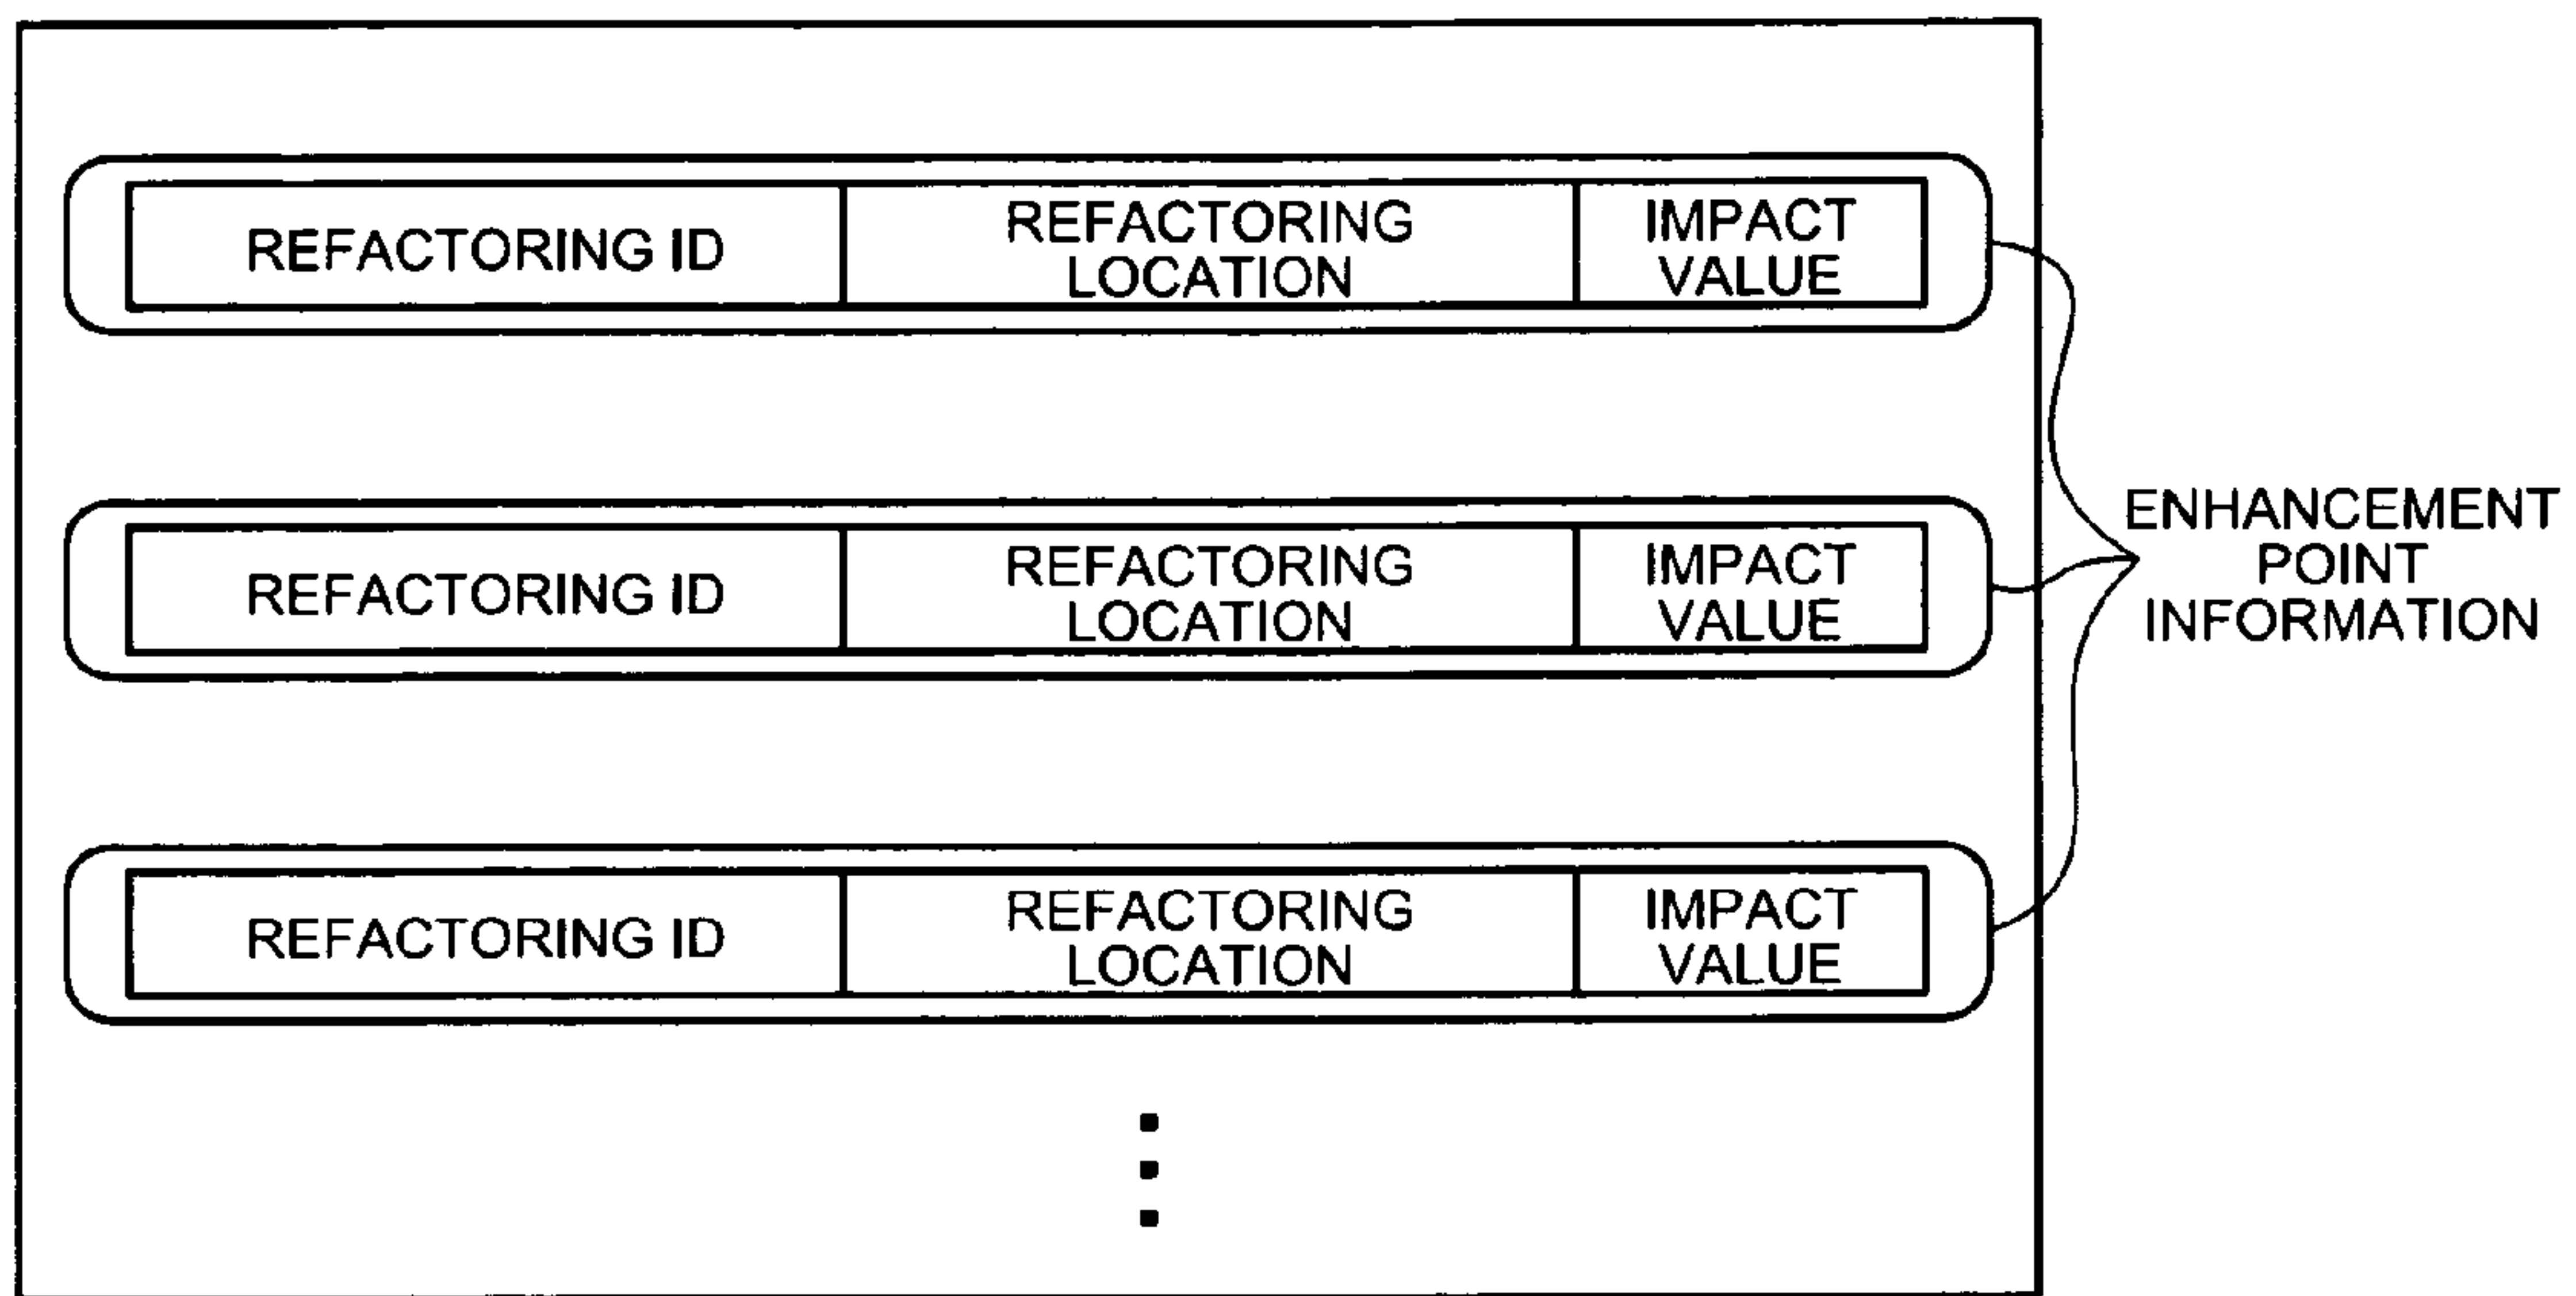 REFACTORING ID
REFACTORING
LOCATION
IMPACT
VALUE
REFACTORING ID
REFACTORING
LOCATION
IMPACT
VALUE
ENHANCEMENT
POINT
INFORMATION
REFACTORING ID
REFACTORING
LOCATION
IMPACT
VALUE